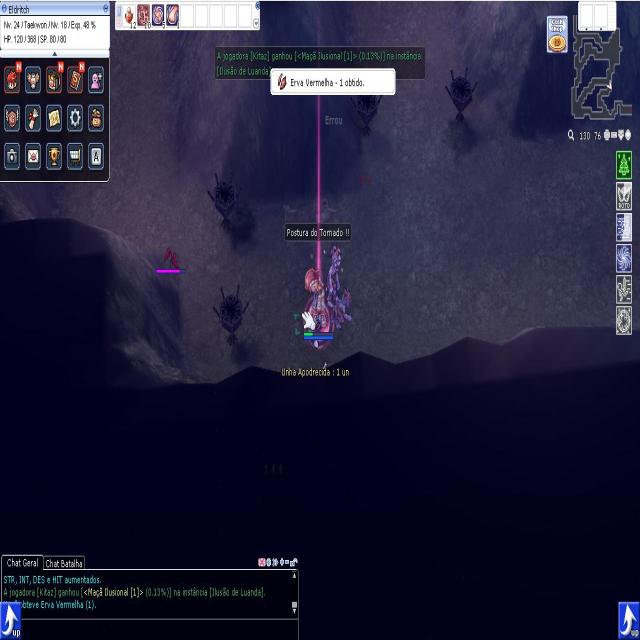 Eldritch
Nv. 24 / Taekwon / Nv. 18 / Exp. 48 %
HP. 120 / 368 | SP. 80 / 80
A jogadora [Kitaz] ganhou [<Maçã Ilusional [1]> (0.13%)] na instância
[Ilusão de Luanda]
Erva Vermelha - 1 obtido.
Errou
130 76
Postura do Tornado !!
Unha Apodrecida : 1 un
Chat Geral
Chat Batalha
STR, INT, DES e HIT aumentados.
A jogadora [Kitaz] ganhou [<Maçã Ilusional [1]> (0.13%)] na instância [Ilusão de Luanda].
obteve Erva Vermelha (1).
up
up